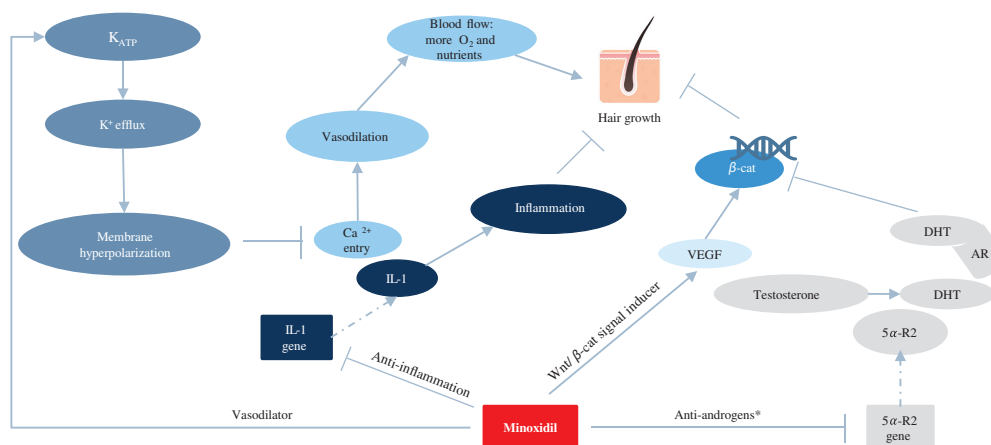 K_ATP
K⁺ efflux
Membrane
hyperpolarization
Blood flow:
more O₂ and
nutrients
Vasodilation
Ca ²⁺
entry
IL-1
IL-1
gene
Inflammation
Hair growth
β-cat
VEGF
DHT
AR
Testosterone
DHT
5α-R2
5α-R2
gene
Anti-inflammation
Wnt/ β-cat signal inducer
Vasodilator
Minoxidil
Anti-androgens*